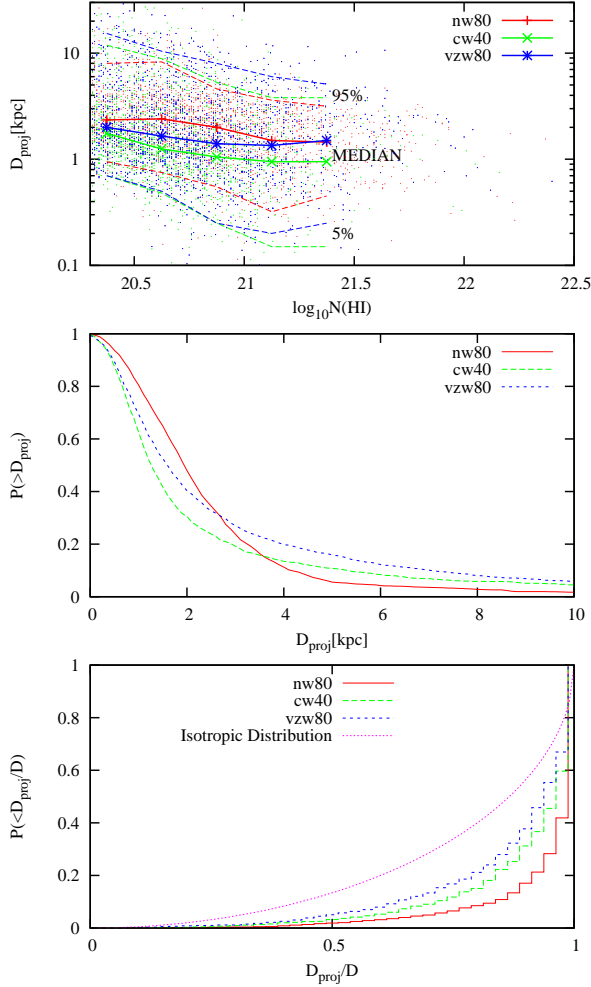 nw80
cw40
vzw80
10
1
0.1
D_proj[kpc]
95%
MEDIAN
5%
20.5 21 21.5 22 22.5
log_10N(HI)
1
0.8
0.6
0.4
0.2
0
P(>D_proj)
nw80
cw40
vzw80
0 2 4 6 8 10
D_proj[kpc]
1
0.8
0.6
0.4
0.2
0
P(<D_proj/D)
nw80
cw40
vzw80
Isotropic Distribution
0 0.5 1
D_proj/D